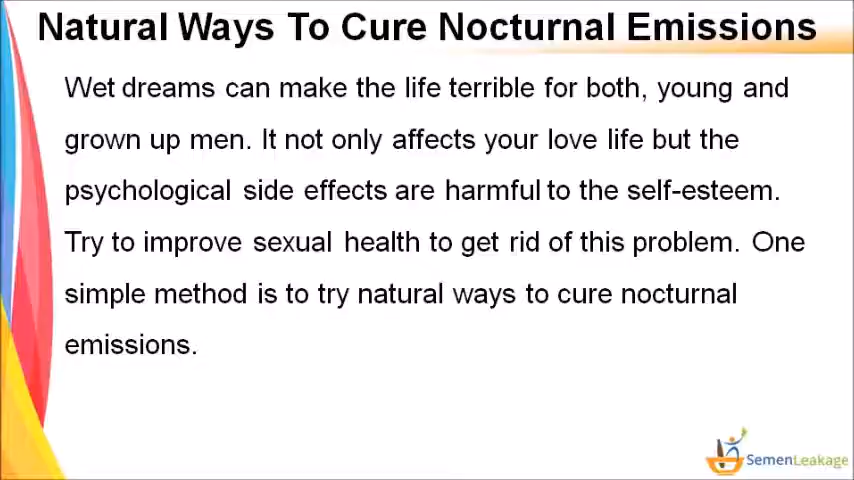 Natural Ways To Cure Nocturnal Emissions
Wet dreams can make the life terrible for both, young and
grown up men. It not only affects your love life but the
psychological side effects are harmful to the self-esteem.
Try to improve sexual health to get rid of this problem. One
simple method is to try natural ways to cure nocturnal
emissions.
SemenLeakage